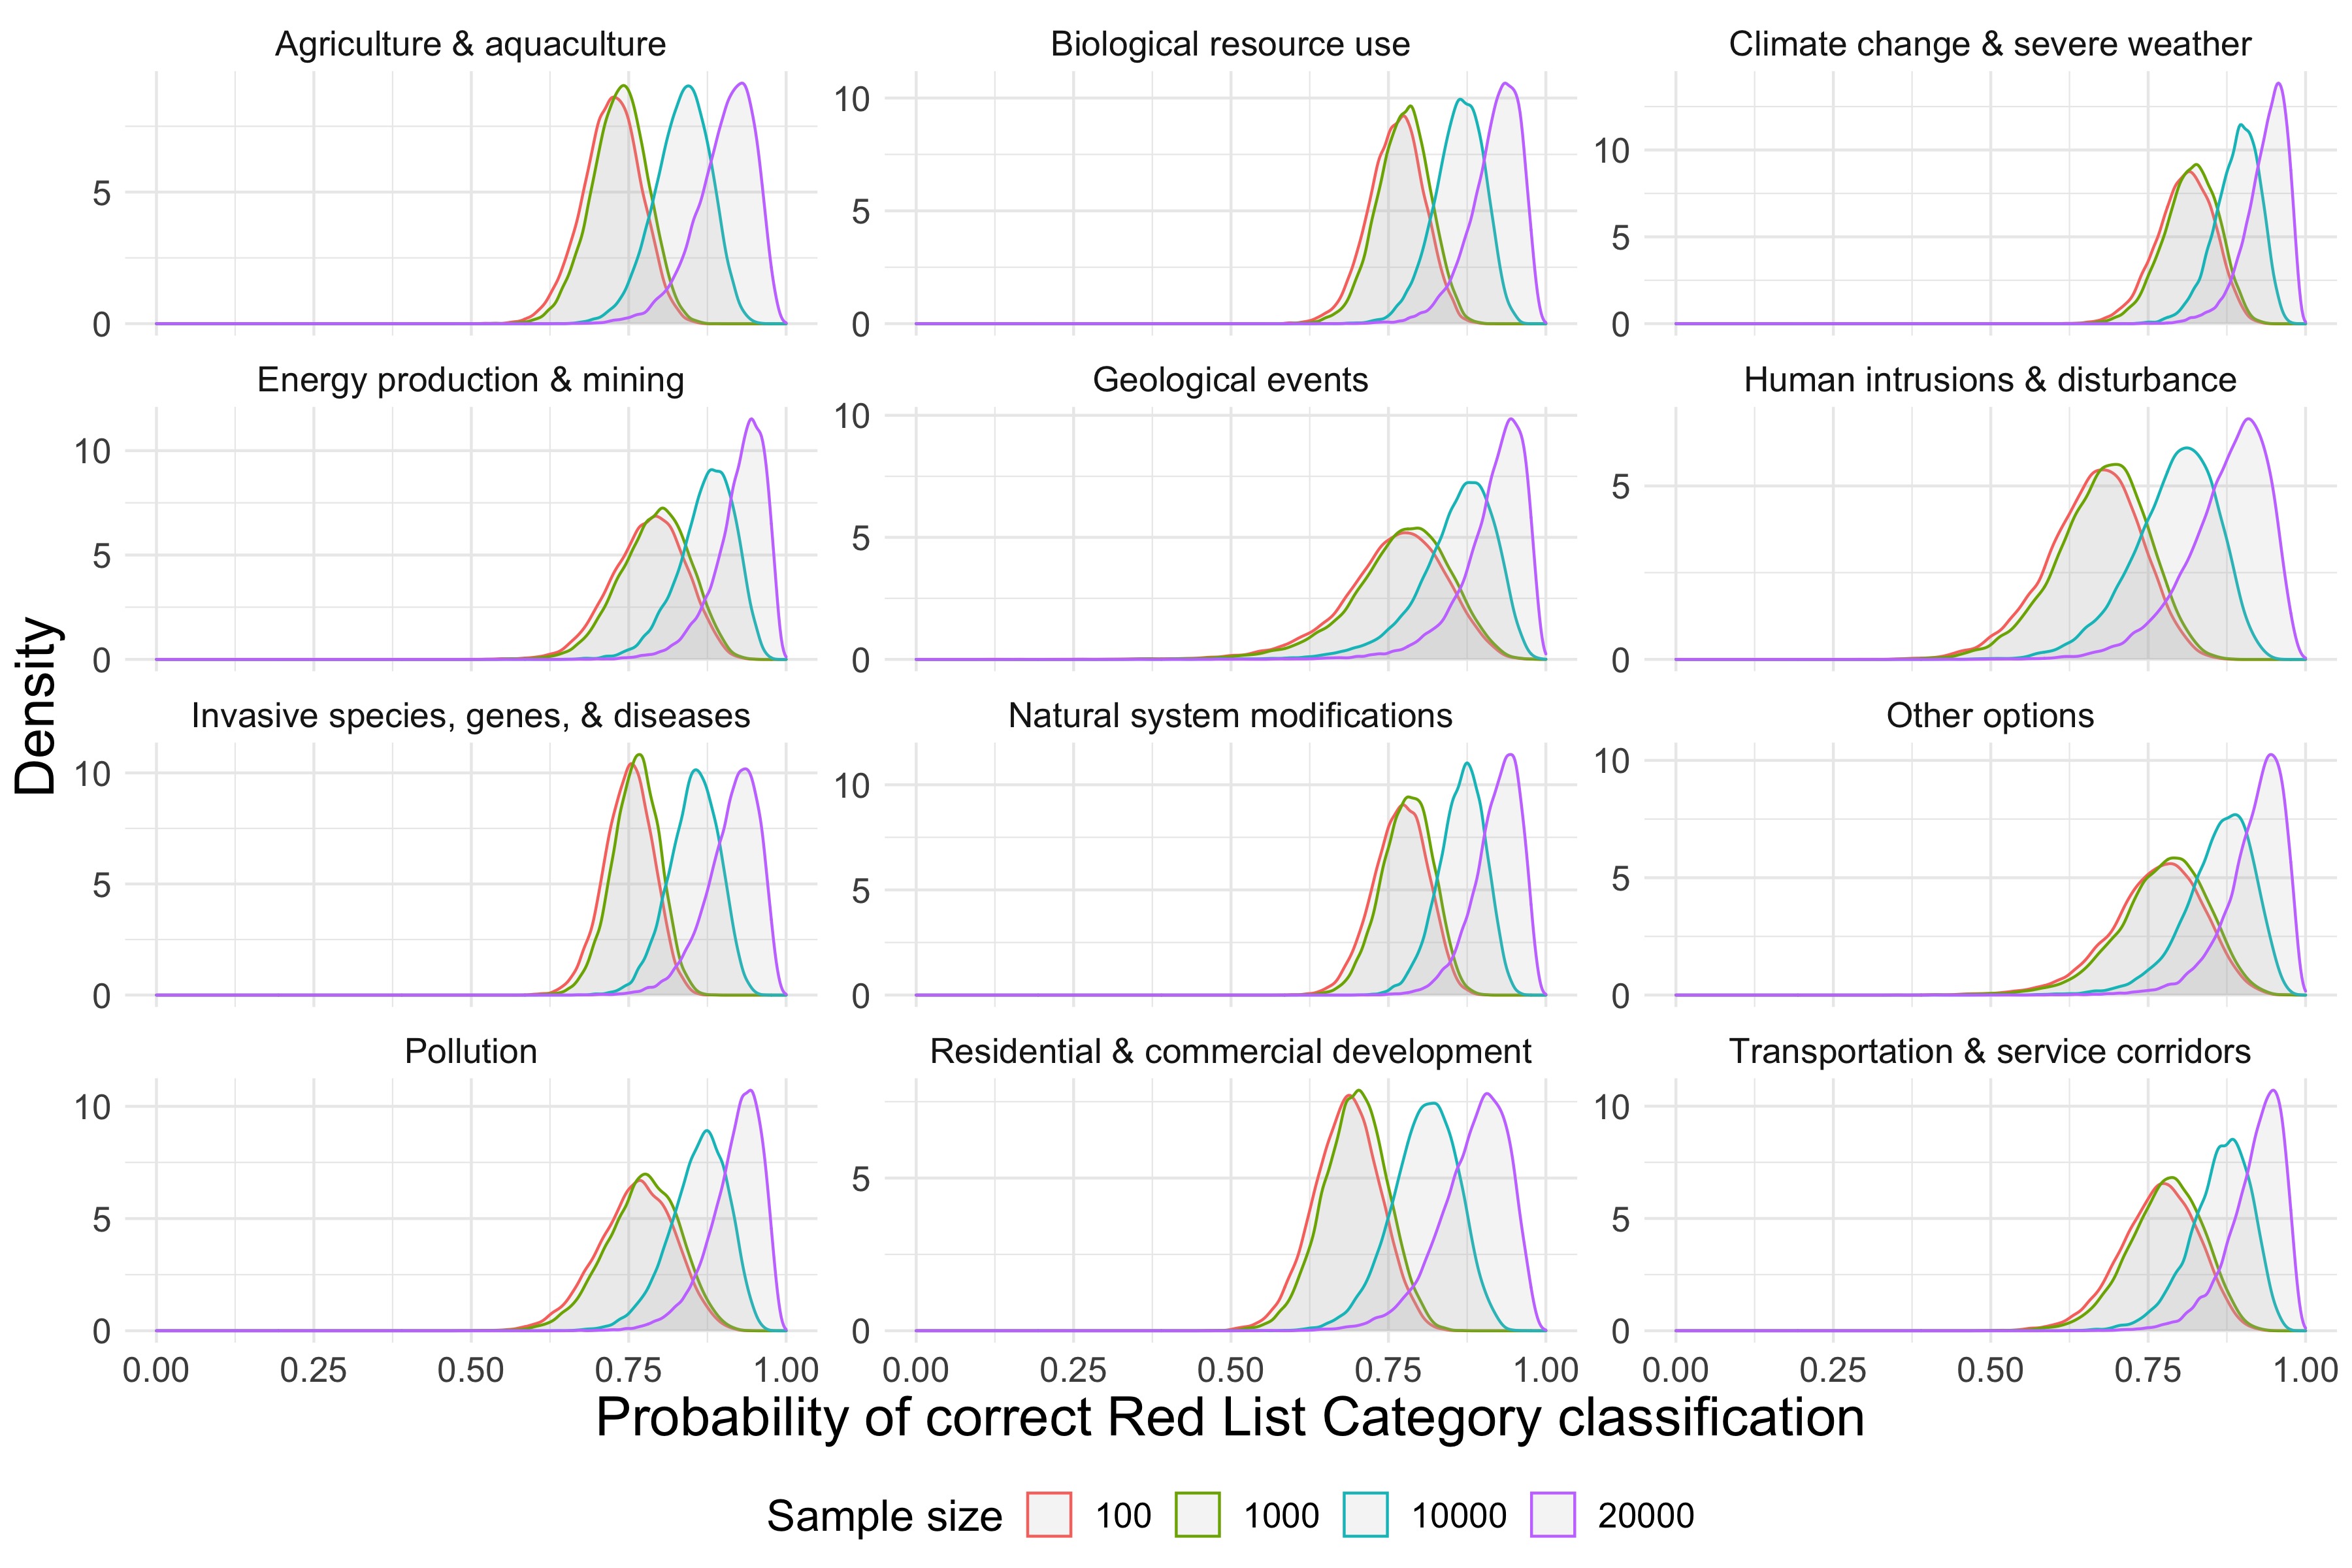 Agriculture & aquaculture
Biological resource use
Climate change & severe weather
5
0
10
5
0
10
5
0
Energy production & mining
Geological events
Human intrusions & disturbance
10
5
0
10
5
0
5
0
Density
Invasive species, genes, & diseases
Natural system modifications
Other options
10
5
0
10
5
0
10
5
0
Pollution
Residential & commercial development
Transportation & service corridors
10
5
0
5
0
10
5
0
0.00 0.25 0.50 0.75 1.00
0.00 0.25 0.50 0.75 1.00
0.00 0.25 0.50 0.75 1.00
Probability of correct Red List Category classification
Sample size 100 1000 10000 20000